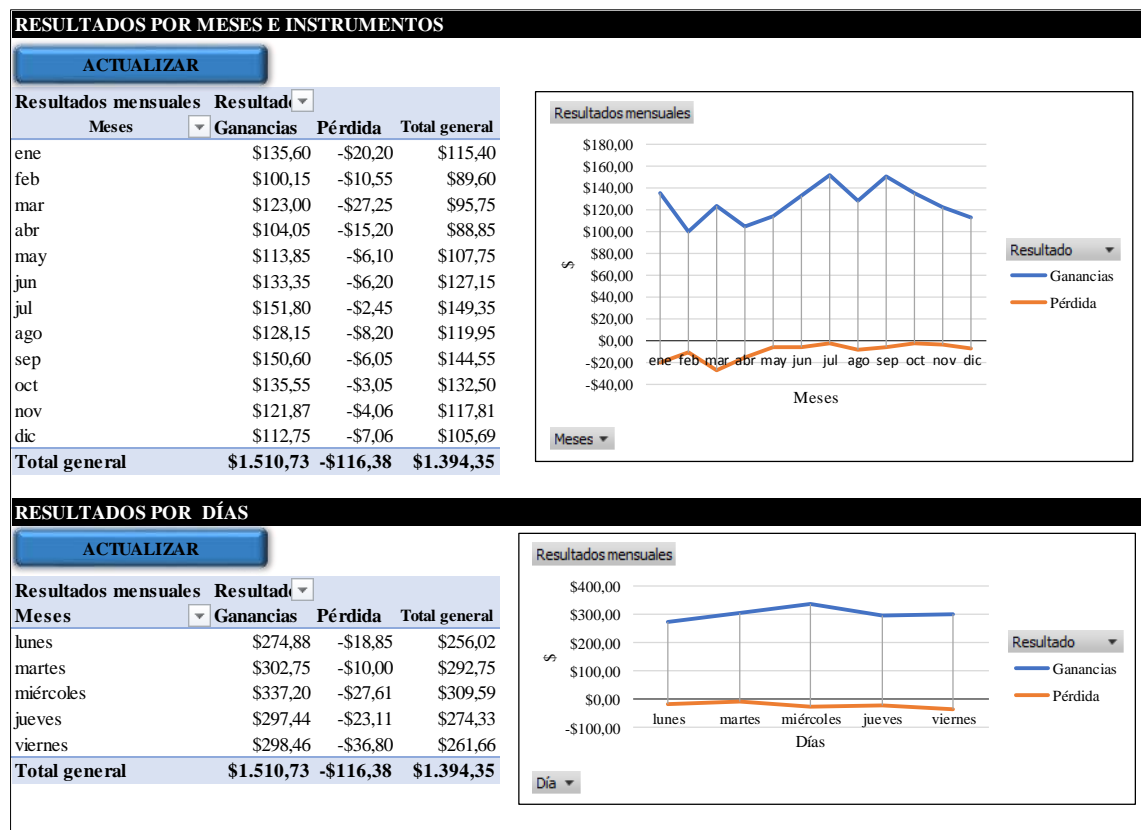 RESULTADOS POR MESES E INSTRUMENTOS
ACTUALIZAR
Resultados mensuales Resultad
Meses Ganancias Pérdida Total general
ene $135,60 -$20,20 $115,40
feb $100,15 -$10,55 $89,60
mar $123,00 -$27,25 $95,75
abr $104,05 -$15,20 $88,85
may $113,85 -$6,10 $107,75
jun $133,35 -$6,20 $127,15
jul $151,80 -$2,45 $149,35
ago $128,15 -$8,20 $119,95
sep $150,60 -$6,05 $144,55
oct $135,55 -$3,05 $132,50
nov $121,87 -$4,06 $117,81
dic $112,75 -$7,06 $105,69
Total general $1.510,73 -$116,38 $1.394,35
Resultados mensuales
$180,00
$160,00
$140,00
$120,00
$100,00
$80,00
$60,00
$40,00
$20,00
$0,00
-$20,00
-$40,00
$
ene feb mar abr may jun jul ago sep oct nov dic
Meses
Resultado
Ganancias
Pérdida
Meses
RESULTADOS POR DÍAS
ACTUALIZAR
Resultados mensuales Resultad
Meses Ganancias Pérdida Total general
lunes $274,88 -$18,85 $256,02
martes $302,75 -$10,00 $292,75
miércoles $337,20 -$27,61 $309,59
jueves $297,44 -$23,11 $274,33
viernes $298,46 -$36,80 $261,66
Total general $1.510,73 -$116,38 $1.394,35
Resultados mensuales
$400,00
$300,00
$200,00
$100,00
$0,00
-$100,00
$
lunes martes miércoles jueves viernes
Días
Resultado
Ganancias
Pérdida
Día